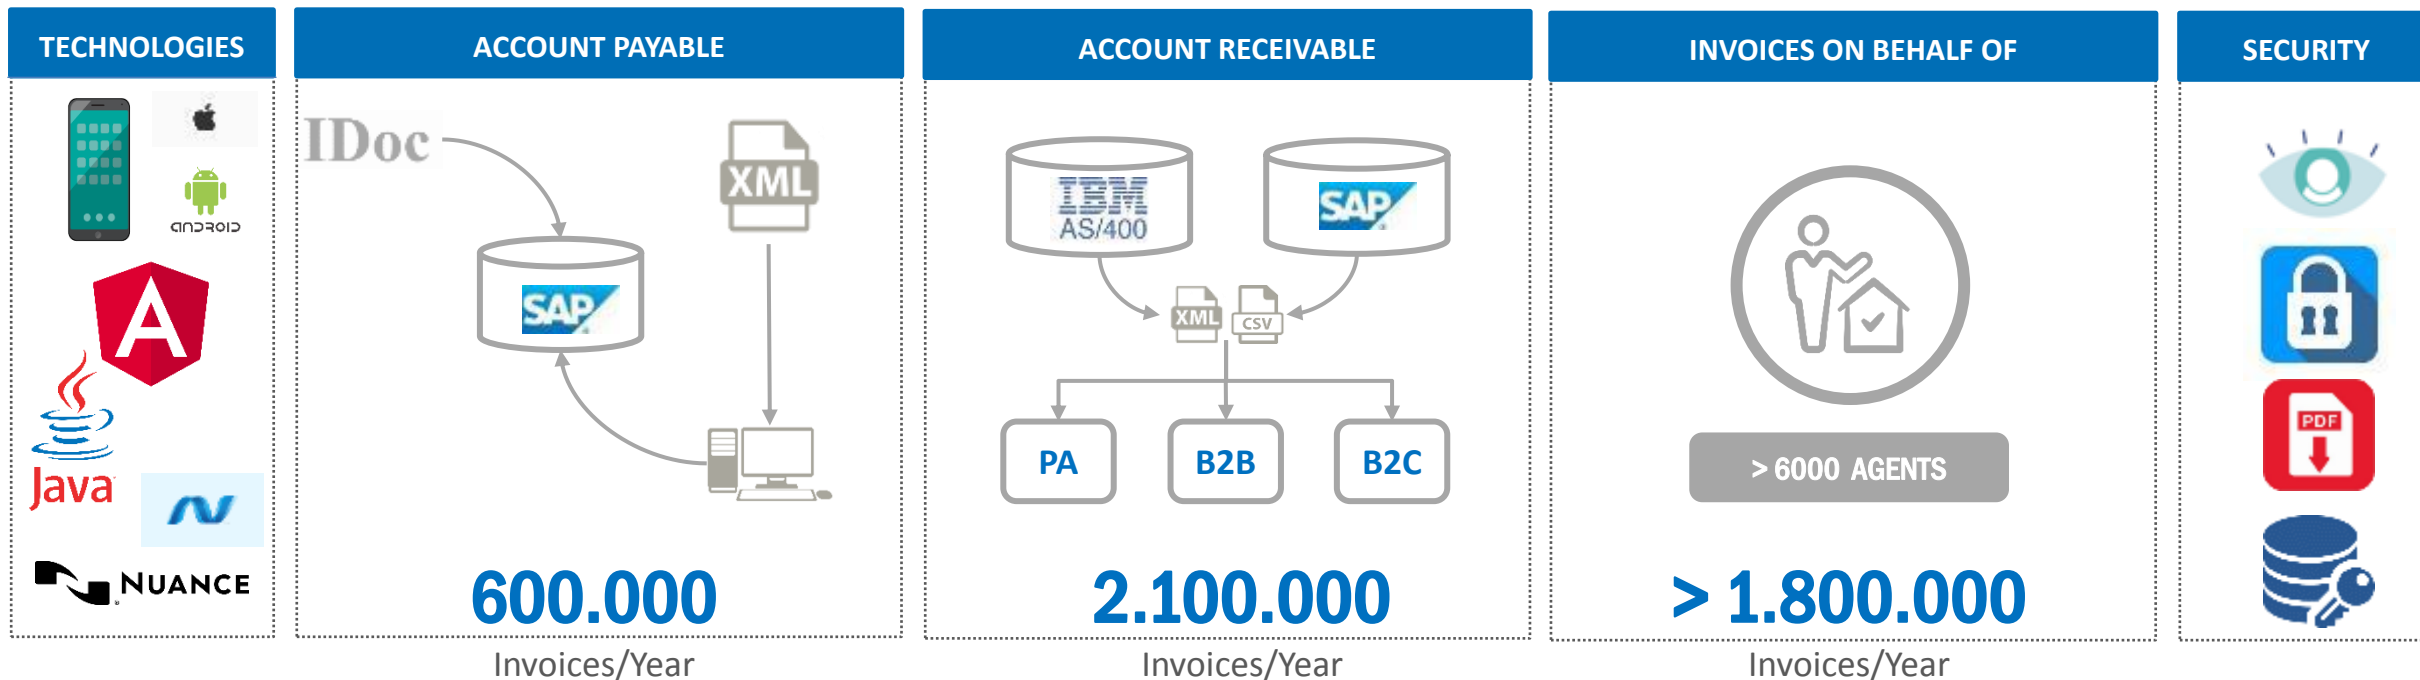 TECHNOLOGIES
ANDROID
Java
NUANCE
ACCOUNT PAYABLE
IDoc
XML
SAP
600.000
Invoices/Year
ACCOUNT RECEIVABLE
IBM
AS/400
SAP
XML
CSV
PA
B2B
B2C
2.100.000
Invoices/Year
INVOICES ON BEHALF OF
> 6000 AGENTS
> 1.800.000
Invoices/Year
SECURITY
PDF